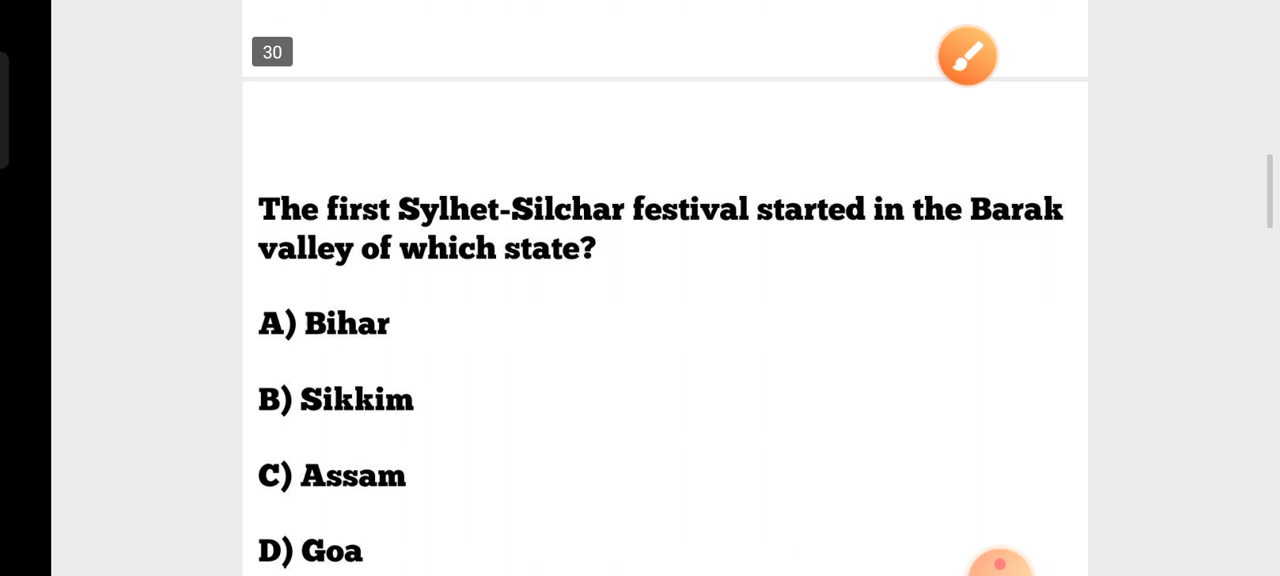 30
The first Sylhet-Silchar festival started in the Barak
valley of which state?
A) Bihar
B) Sikkim
C) Assam
D) Goa